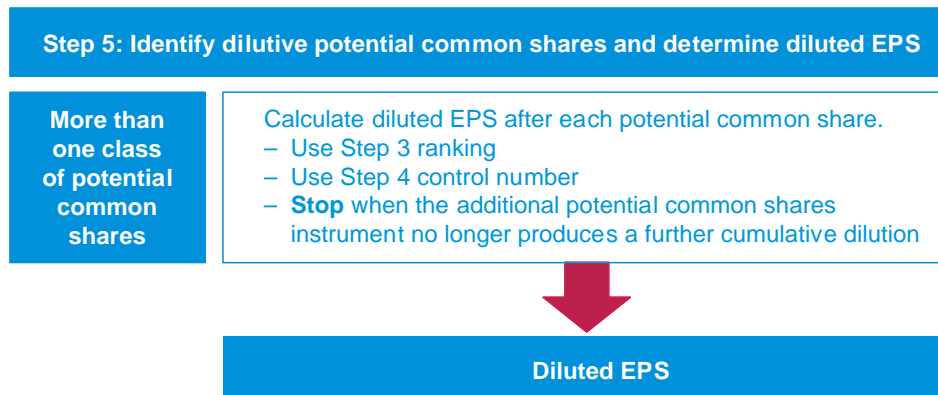 Step 5: Identify dilutive potential common shares and determine diluted EPS
More than
one class
of potential
common
shares
Calculate diluted EPS after each potential common share.
– Use Step 3 ranking
– Use Step 4 control number
– Stop when the additional potential common shares
instrument no longer produces a further cumulative dilution
Diluted EPS